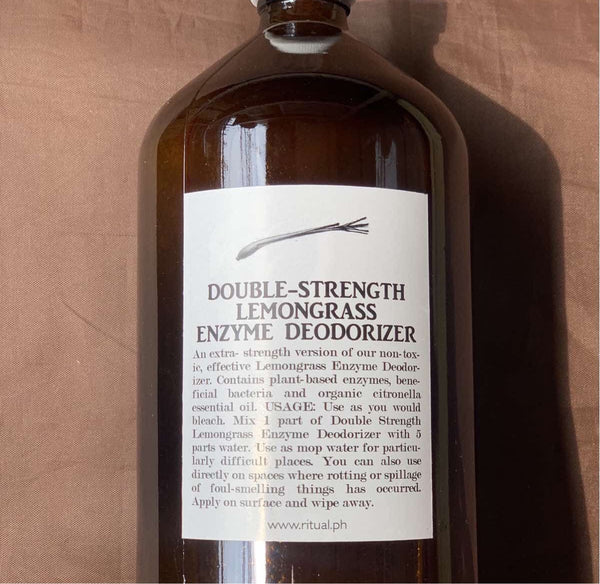 DOUBLE-STRENGTH
LEMONGRASS
ENZYME DEODORIZER
An extra- strength version of our non-tox-
ic, effective Lemongrass Enzyme Deodor-
izer. Contains plant-based enzymes, bene-
ficial bacteria and organic citronella
essential oil. USAGE: Use as you would
bleach. Mix 1 part of Double Strength
Lemongrass Enzyme Deodorizer with 5
parts water. Use as mop water for particu-
larly difficult places. You can also use
directly on spaces where rotting or spillage
of foul-smelling things has occurred.
Apply on surface and wipe away.
www.ritual.ph